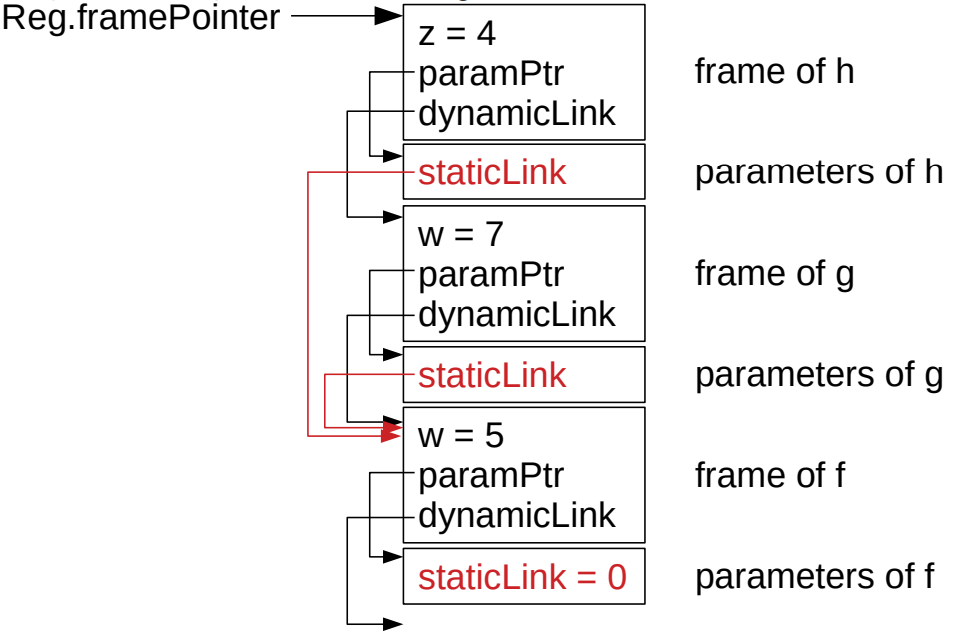 Reg.framePointer
z = 4
paramPtr
frame of h
dynamicLink
staticLink
parameters of h
w = 7
paramPtr
frame of g
dynamicLink
staticLink
parameters of g
w = 5
paramPtr
frame of f
dynamicLink
staticLink = 0
parameters of f